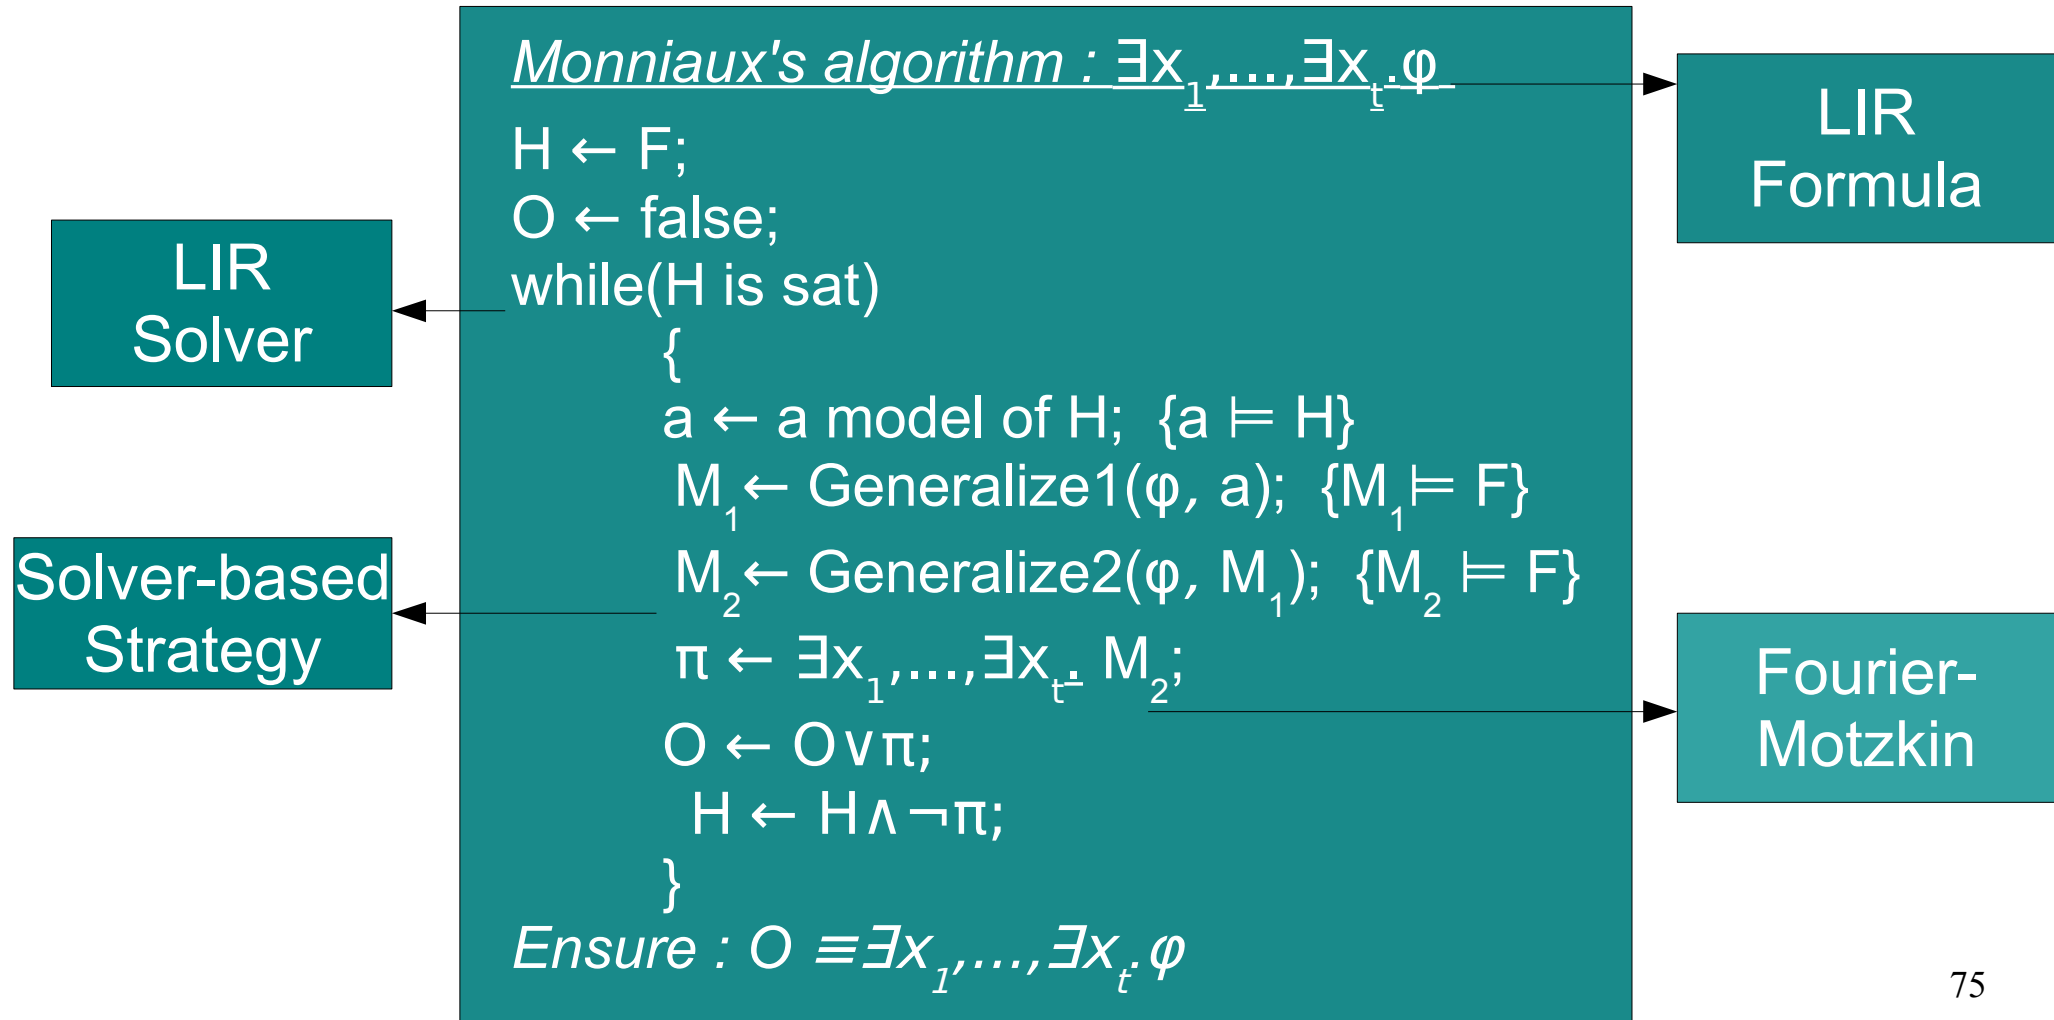 Monniaux's algorithm : ∃x₁,...,∃xₜ.φ
H ← F;
O ← false;
while(H is sat)
{
a ← a model of H; {a ⊨ H}
M₁← Generalize1(φ, a); {M₁⊨ F}
M₂← Generalize2(φ, M₁); {M₂ ⊨ F}
π ← ∃x₁,...,∃xₜ. M₂;
O ← O∨π;
H ← H∧¬π;
}
Ensure : O ≡∃x₁,...,∃xₜ.φ
LIR
Solver
Solver-based
Strategy
LIR
Formula
Fourier-
Motzkin
75